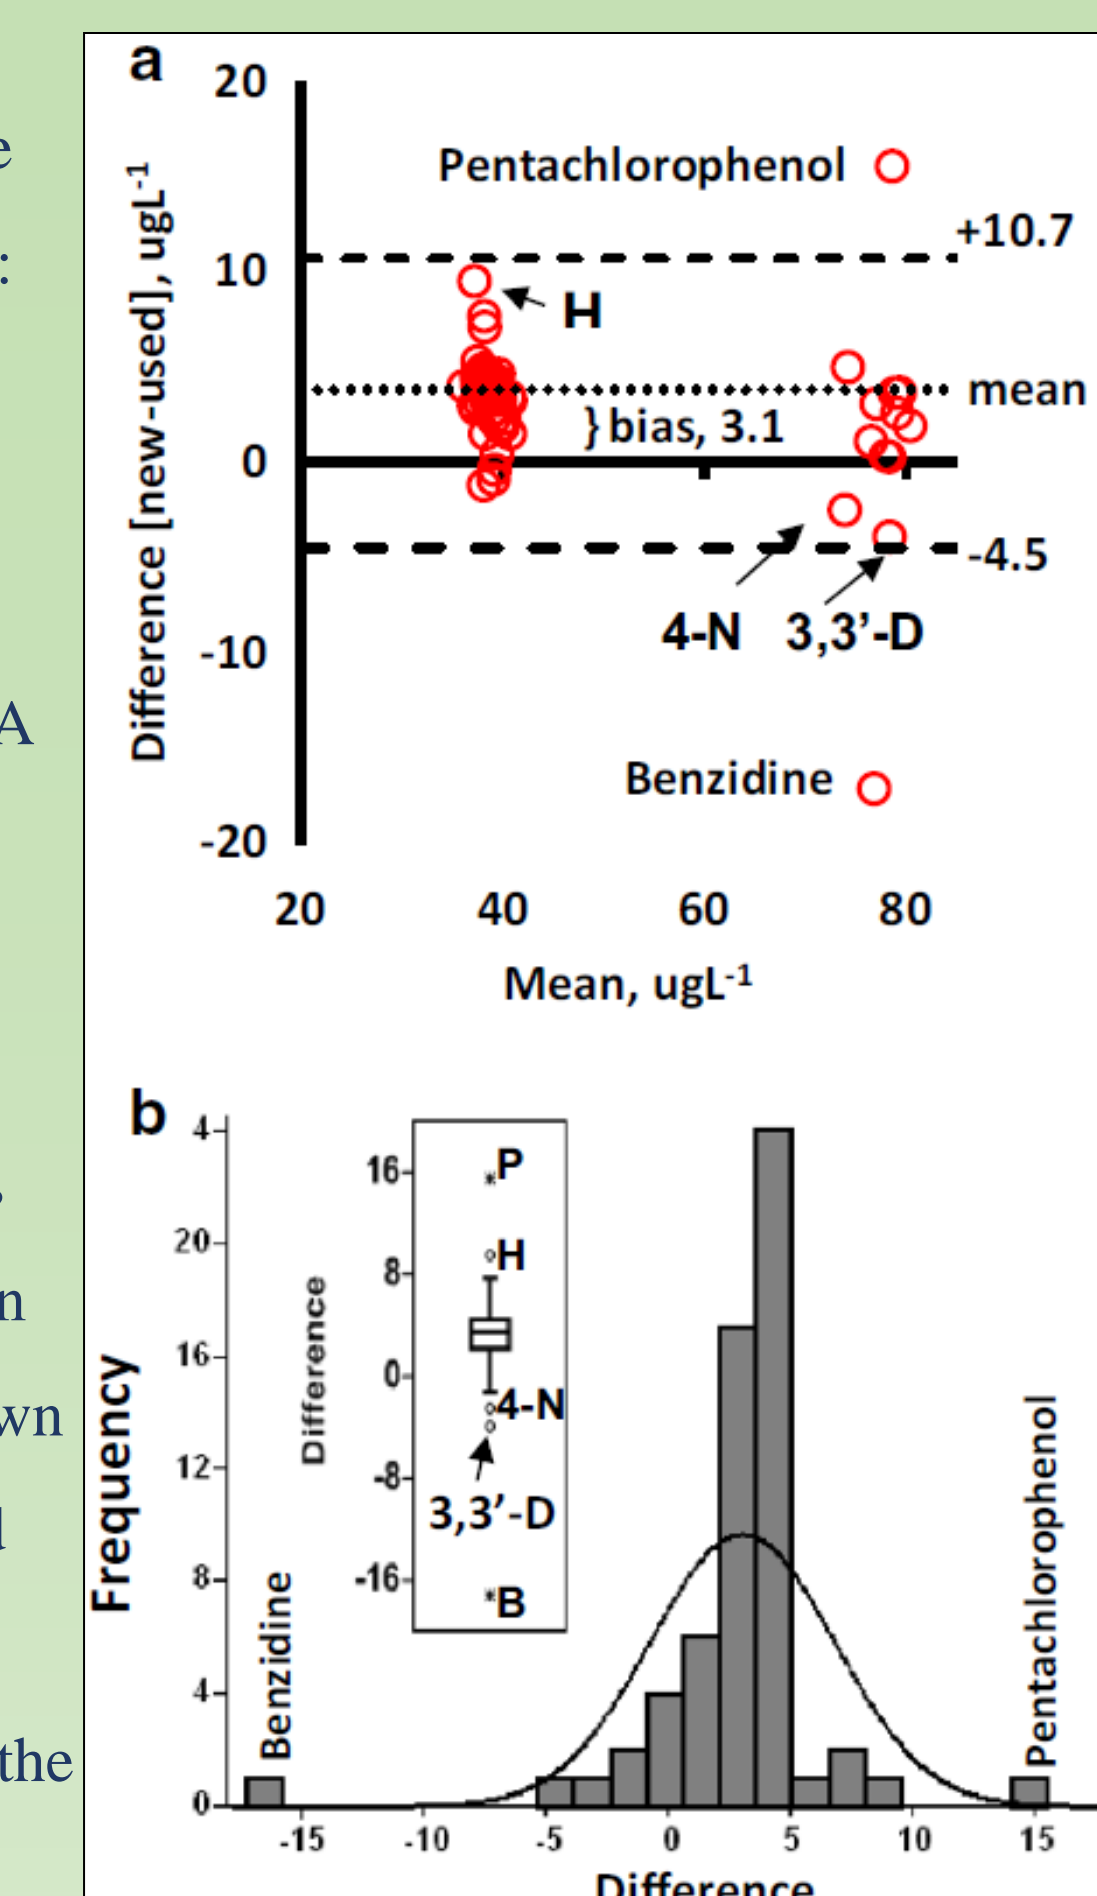 e
:
A
n
wn
the
a
20
Pentachlorophenol
+10.7
10
H
mean
} bias, 3.1
0
-4.5
4-N 3,3’-D
-10
Benzidine
-20
Difference [new-used], ugL-1
20 40 60 80
Mean, ugL-1
b
4
20
16
12
8
4
0
Frequency
16
8
0
-8
-16
Difference
P
H
4-N
3,3’-D
B
Benzidine
Pentachlorophenol
-15 -10 -5 0 5 10 15
Difference